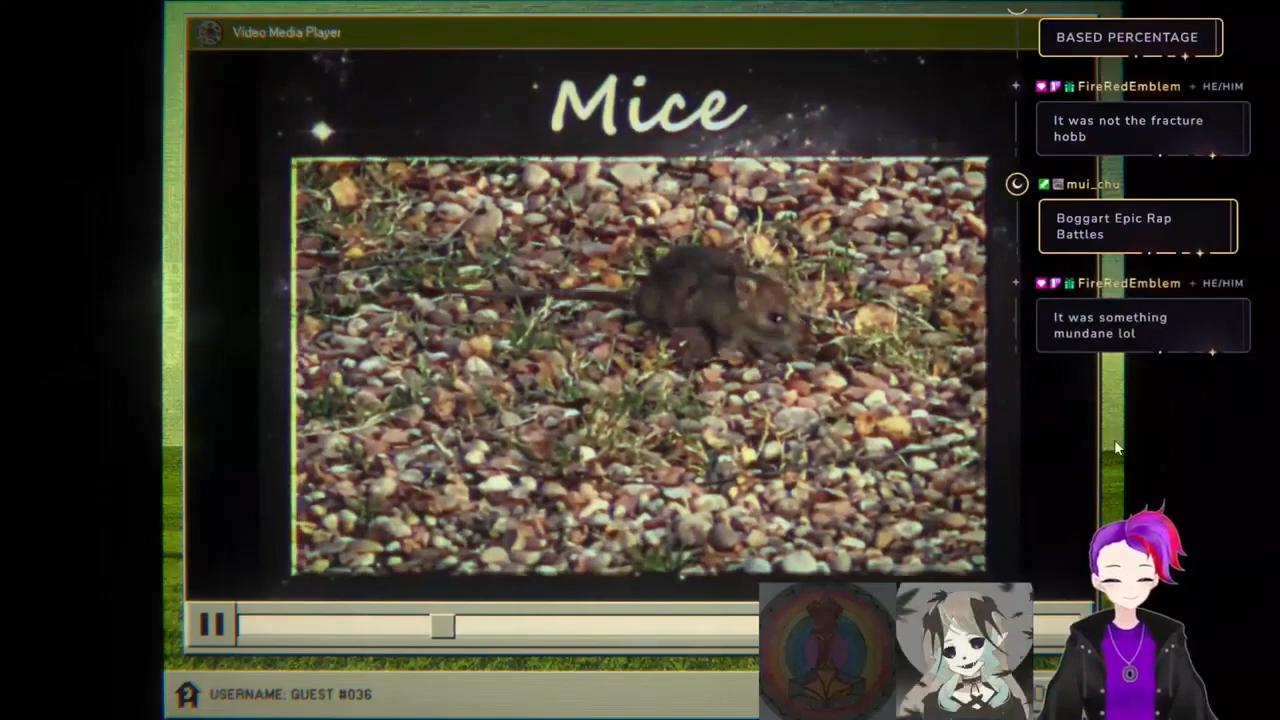 Video Media Player
Mice
USERNAME: GUEST #036
BASED PERCENTAGE
FireRedEmblem HE/HIM
It was not the fracture
hobb
mui_chu
Boggart Epic Rap
Battles
FireRedEmblem HE/HIM
It was something
mundane lol